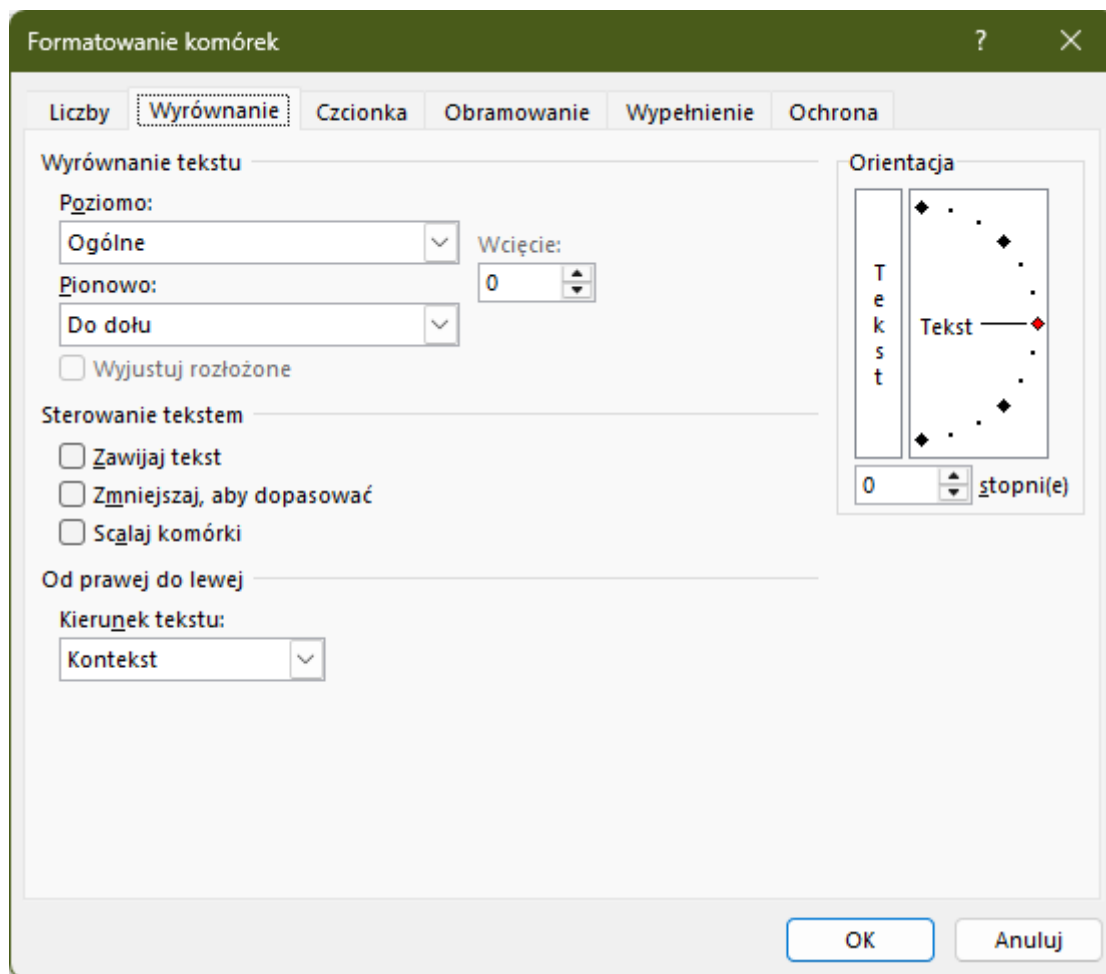 Formatowanie komórek ?
Liczby Wyrównanie Czcionka Obramowanie Wypełnienie Ochrona
Wyrównanie tekstu
Poziomo:
Ogólne
Wcięcie:
0
Pionowo:
Do dołu
Wyjustuj rozłożone
Sterowanie tekstem
Zawijaj tekst
Zmniejszaj, aby dopasować
Scalaj komórki
Od prawej do lewej
Kierunek tekstu:
Kontekst
Orientacja
Tekst
Tekst
0 stopni(e)
OK Anuluj